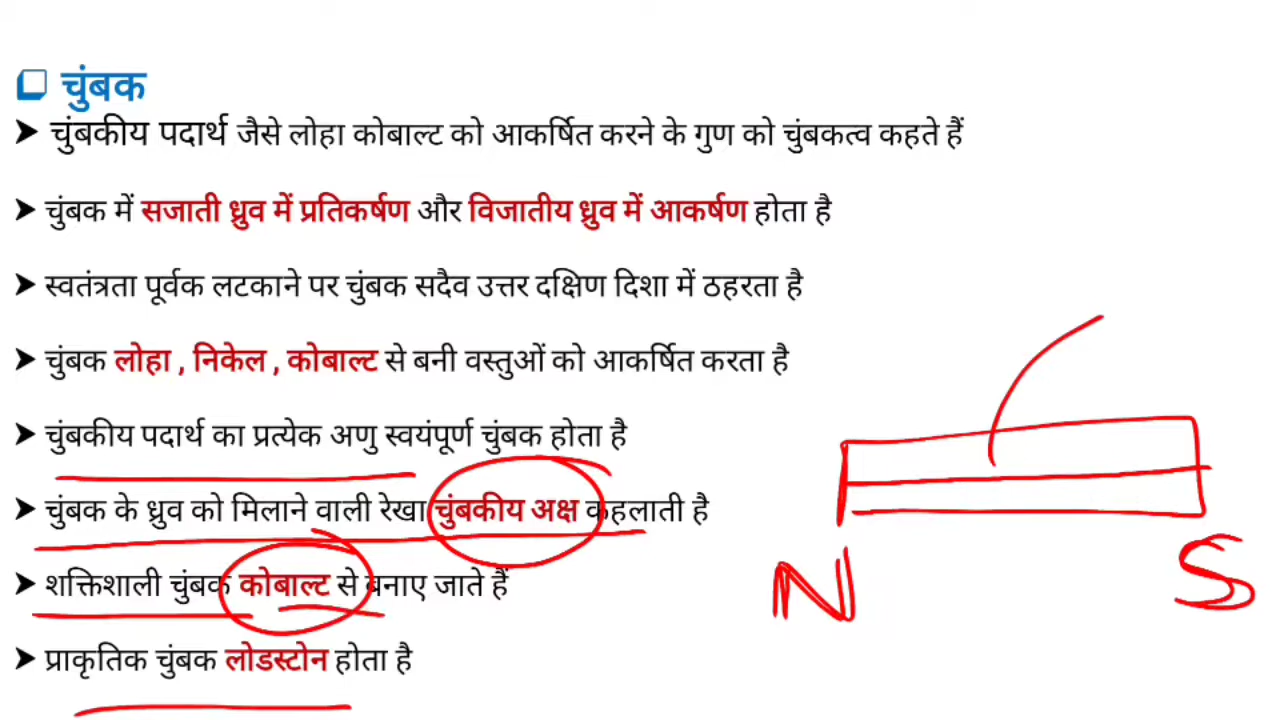 चुंबक
चुंबकीय पदार्थ जैसे लोहा कोबाल्ट को आकर्षित करने के गुण को चुंबकत्व कहते हैं
चुंबक में सजाती ध्रुव में प्रतिकर्षण और विजातीय ध्रुव में आकर्षण होता है
स्वतंत्रता पूर्वक लटकाने पर चुंबक सदैव उत्तर दक्षिण दिशा में ठहरता है
चुंबक लोहा , निकेल , कोबाल्ट से बनी वस्तुओं को आकर्षित करता है
चुंबकीय पदार्थ का प्रत्येक अणु स्वयंपूर्ण चुंबक होता है
चुंबक के ध्रुव को मिलाने वाली रेखा चुंबकीय अक्ष कहलाती है
शक्तिशाली चुंबक कोबाल्ट से बनाए जाते हैं
प्राकृतिक चुंबक लोडस्टोन होता है
N S